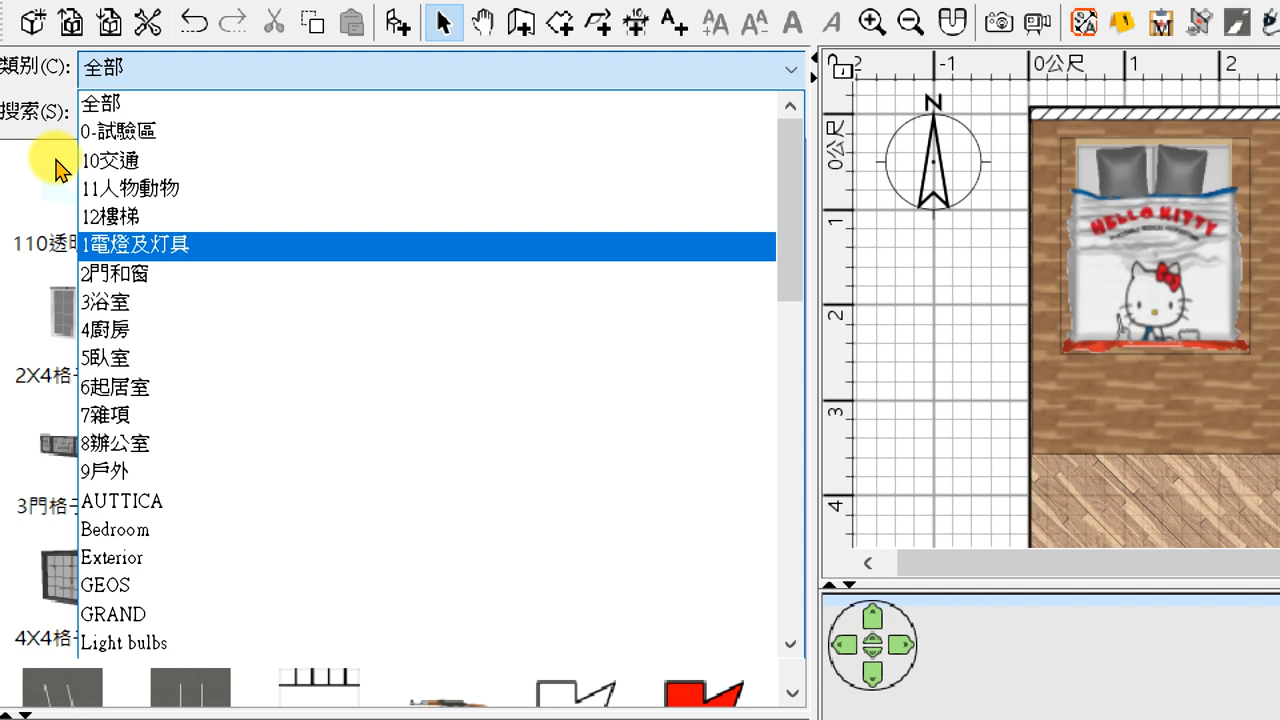 類別(C):
全部
-1
0公尺
1
2
搜索(S):
全部
0-試驗區
10交通
11人物動物
12樓梯
1電燈及灯具
2門和窗
3浴室
4廚房
5臥室
6起居室
7雜項
8辦公室
9戶外
AUTTICA
Bedroom
Exterior
GEOS
GRAND
Light bulbs
110透明
2X4格
3門格子
4X4格
N
0公尺
1
2
3
4
HELLO KITTY